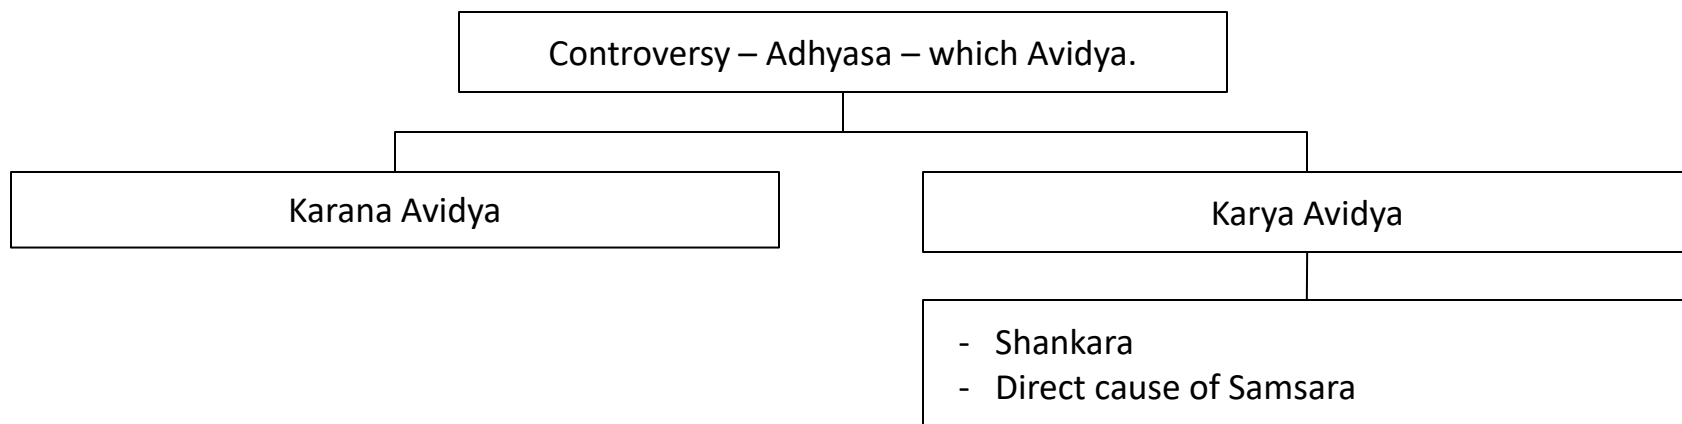 Controversy – Adhyasa – which Avidya.
Karana Avidya
Karya Avidya
- Shankara
- Direct cause of Samsara